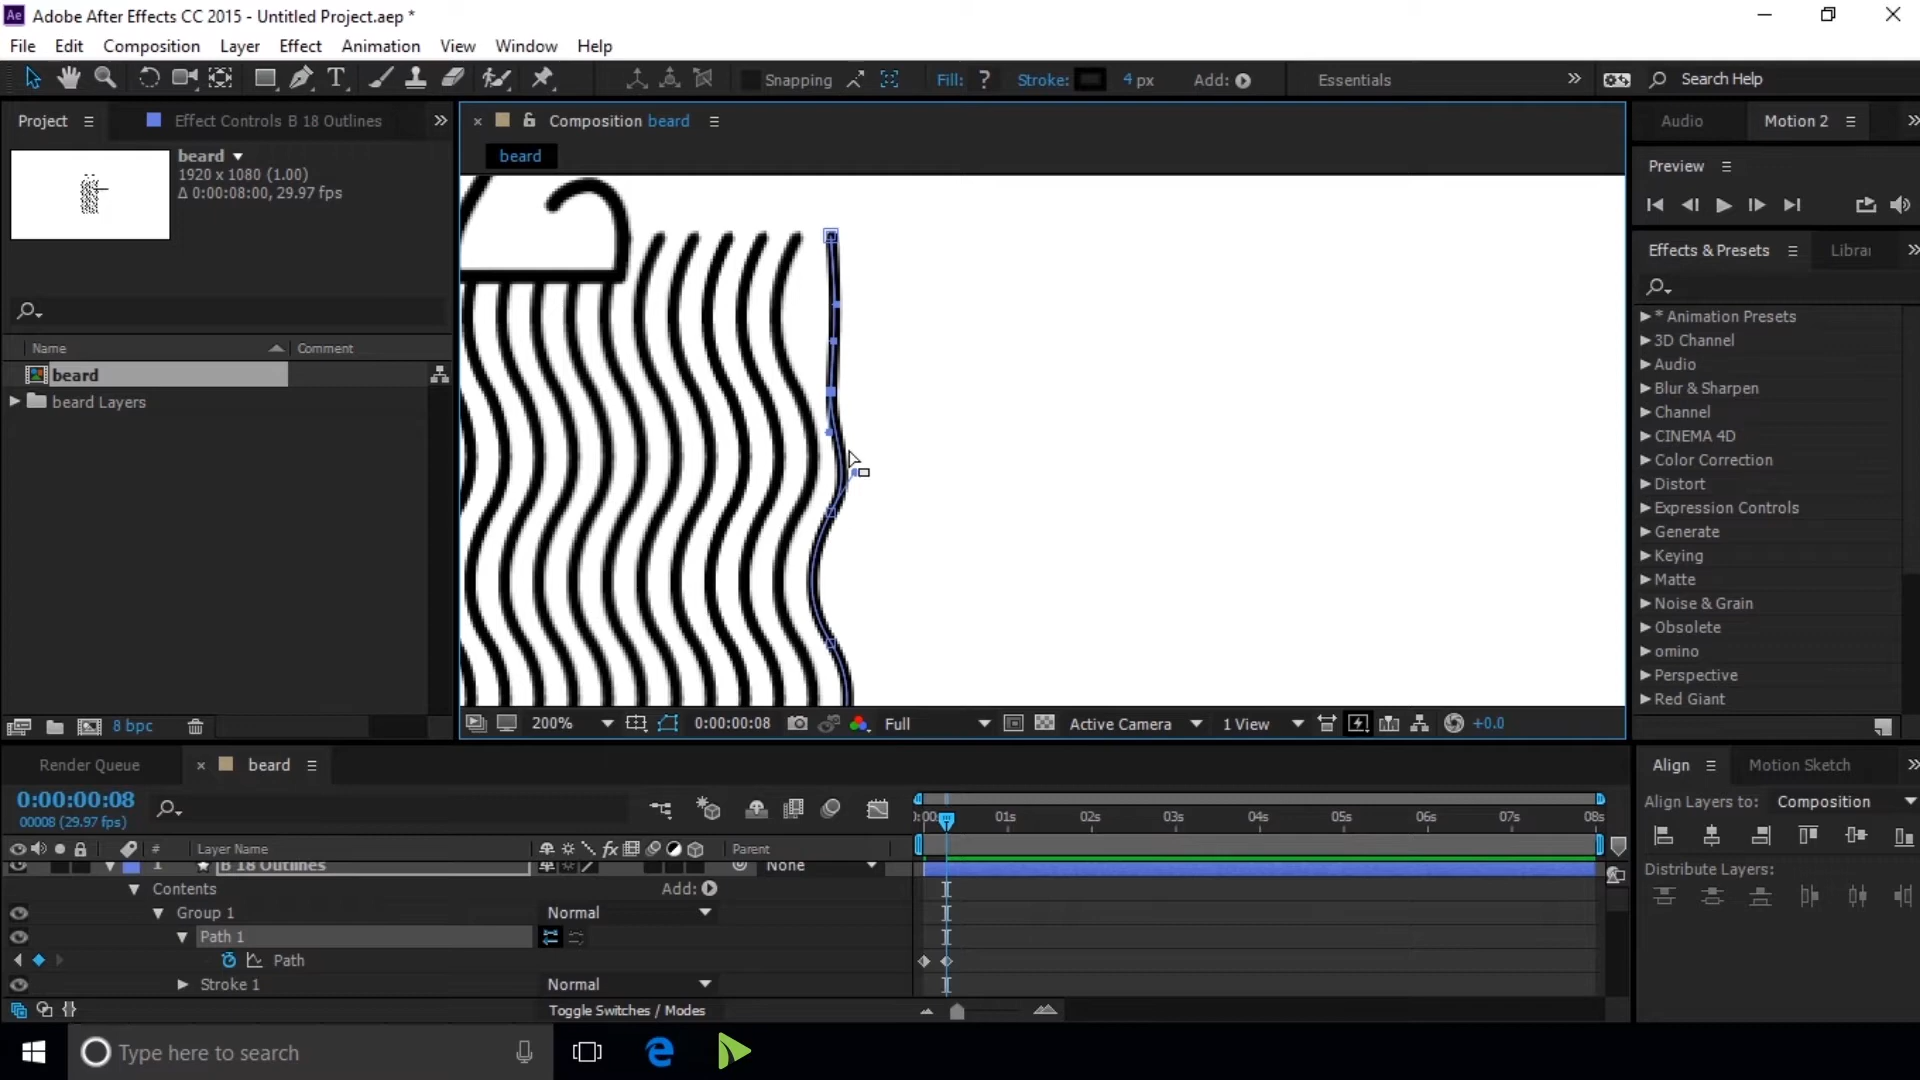 Ae Adobe After Effects CC 2015 - Untitled Project.aep *
File Edit Composition Layer Effect Animation View Window Help
Snapping Fill: ? Stroke: 4 px Add: Essentials Search Help
Project Effect Controls B 18 Outlines Composition beard Audio Motion 2
beard
1920 x 1080 (1.00)
Δ 0:00:08:00, 29.97 fps
beard
Preview
Effects & Presets Librar
* Animation Presets
3D Channel
Audio
Blur & Sharpen
Channel
CINEMA 4D
Color Correction
Distort
Expression Controls
Generate
Keying
Matte
Noise & Grain
Obsolete
omino
Perspective
Red Giant
Name Comment
beard
beard Layers
8 bpc
200% 0:00:00:08 Full Active Camera 1 View +0.0
Render Queue beard Align Motion Sketch
0:00:00:08
00008 (29.97 fps)
):00s 01s 02s 03s 04s 05s 06s 07s 08s
Align Layers to: Composition
Distribute Layers:
# Layer Name Parent
1 B 18 Outlines None
Contents Add:
Group 1 Normal
Path 1
Path
Stroke 1 Normal
Toggle Switches / Modes
Type here to search